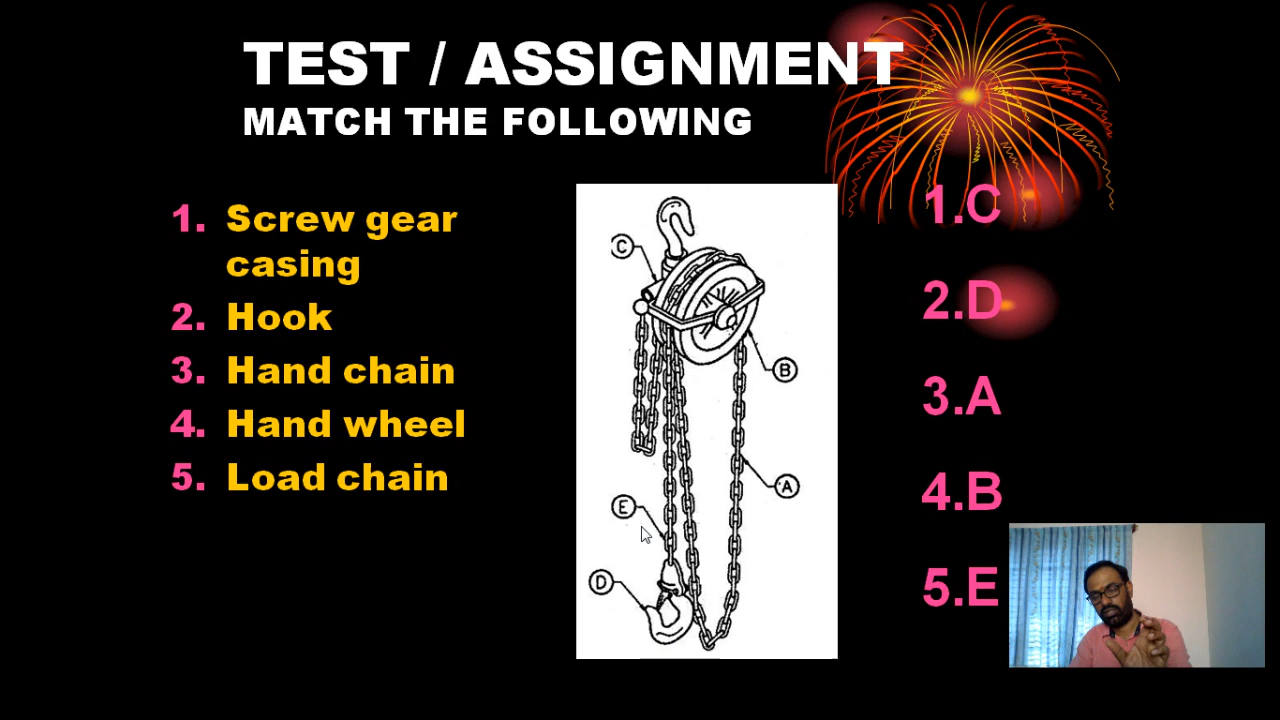 TEST / ASSIGNMENT
MATCH THE FOLLOWING
1. Screw gear
casing
2. Hook
3. Hand chain
4. Hand wheel
5. Load chain
C
B
A
E
D
1.C
2.D
3.A
4.B
5.E